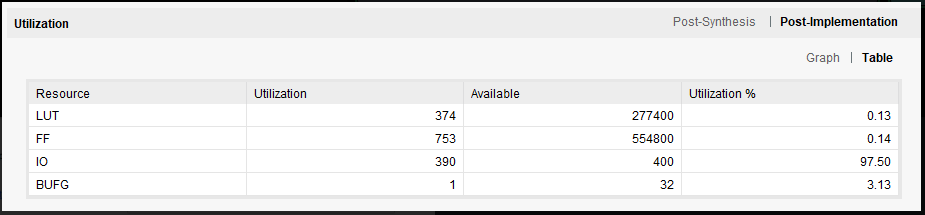 Utilization Post-Synthesis | Post-Implementation
Graph | Table
Resource Utilization Available Utilization %
LUT 374 277400 0.13
FF 753 554800 0.14
IO 390 400 97.50
BUFG 1 32 3.13